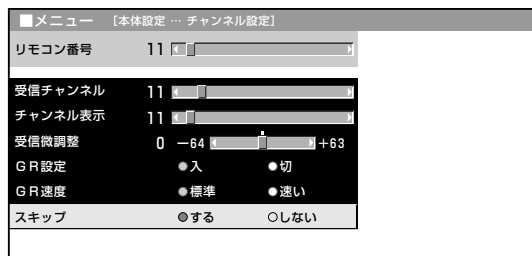 ■メニュー [本体設定 … チャンネル設定]
リモコン番号 11
受信チャンネル 11
チャンネル表示 11
受信微調整 0 −64 +63
GR設定 ●入 ●切
GR速度 ●標準 ●速い
スキップ ●する ○しない